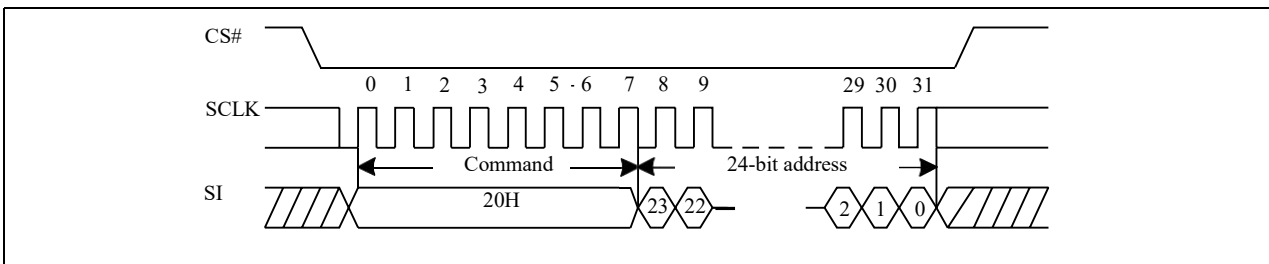 CS#
0 1 2 3 4 5 - 6 7 8 9 29 30 31
SCLK
Command 24-bit address
SI 20H 23 22 2 1 0